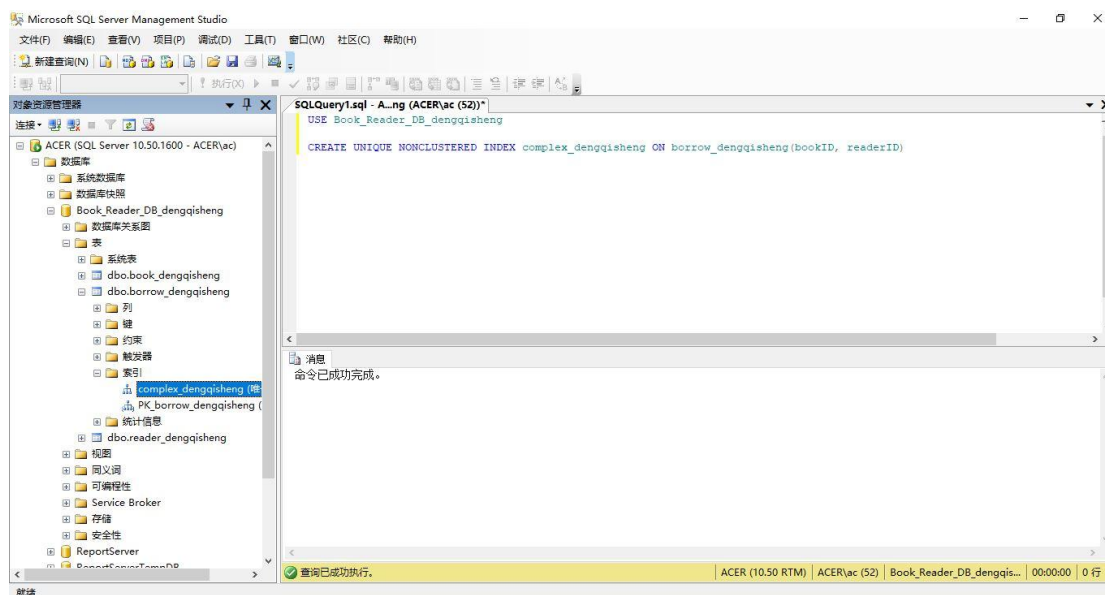 Microsoft SQL Server Management Studio
文件(F) 编辑(E) 查看(V) 项目(P) 调试(D) 工具(T) 窗口(W) 社区(C) 帮助(H)
新建查询(N)
执行(X)
对象资源管理器
连接
ACER (SQL Server 10.50.1600 - ACER\ac)
数据库
系统数据库
数据库快照
Book_Reader_DB_dengqisheng
数据库关系图
表
系统表
dbo.book_dengqisheng
dbo.borrow_dengqisheng
列
键
约束
触发器
索引
complex_dengqisheng (唯
PK_borrow_dengqisheng (
统计信息
dbo.reader_dengqisheng
视图
同义词
可编程性
Service Broker
存储
安全性
ReportServer
ReportServerTempDB
SQLQuery1.sql - A...ng (ACER\ac (52))*
USE Book_Reader_DB_dengqisheng
CREATE UNIQUE NONCLUSTERED INDEX complex_dengqisheng ON borrow_dengqisheng(bookID, readerID)
消息
命令已成功完成。
查询已成功执行。
ACER (10.50 RTM) ACER\ac (52) Book_Reader_DB_dengqis... 00:00:00 0 行
就绪